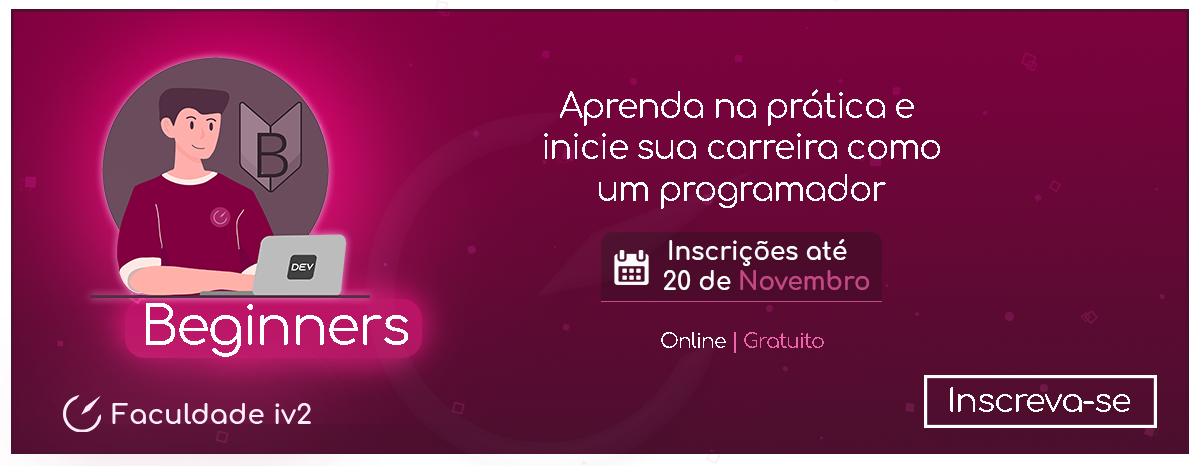 B
DEV
Beginners
Faculdade iv2
Aprenda na prática e
inicie sua carreira como
um programador
Inscrições até
20 de Novembro
Online | Gratuito
Inscreva-se